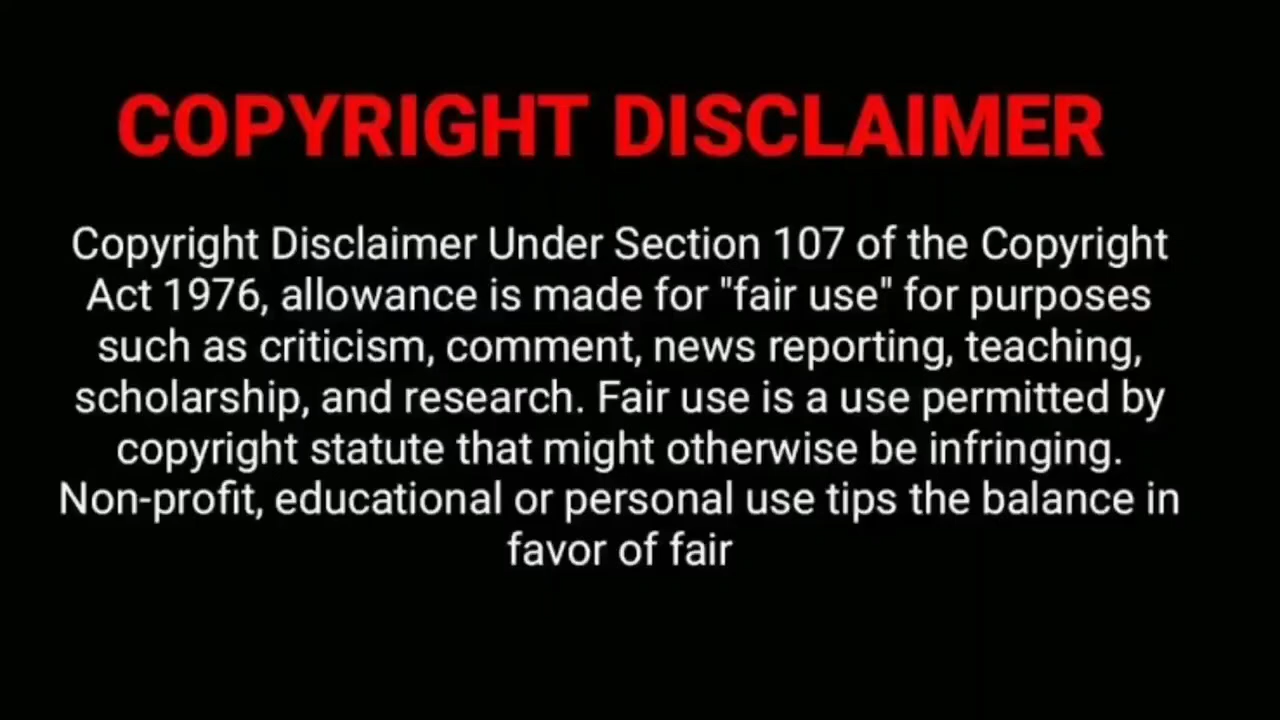 COPYRIGHT DISCLAIMER
Copyright Disclaimer Under Section 107 of the Copyright
Act 1976, allowance is made for "fair use" for purposes
such as criticism, comment, news reporting, teaching,
scholarship, and research. Fair use is a use permitted by
copyright statute that might otherwise be infringing.
Non-profit, educational or personal use tips the balance in
favor of fair